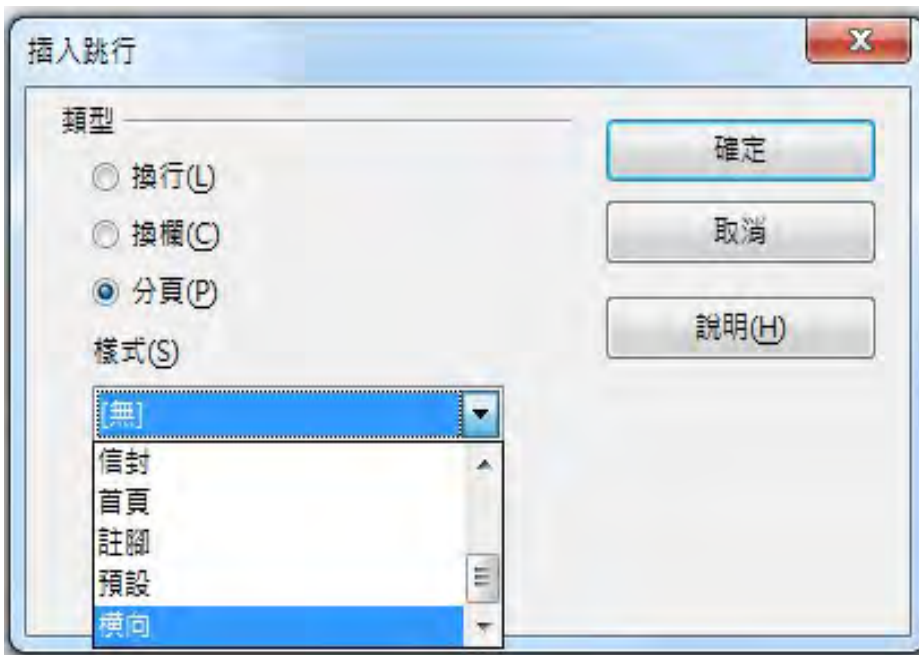 插入跳行
類型
換行(L)
換欄(C)
分頁(P)
樣式(S)
[無]
信封
首頁
註腳
預設
橫向
確定
取消
說明(H)